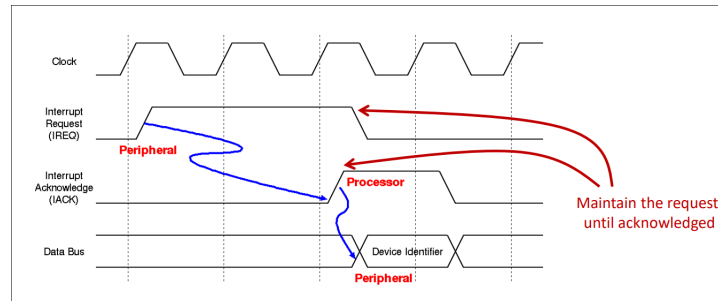 Clock
Interrupt
Request
(IREQ)
Peripheral
Interrupt
Acknowledge
(IACK)
Processor
Maintain the request
until acknowledged
Data Bus
Device Identifier
Peripheral